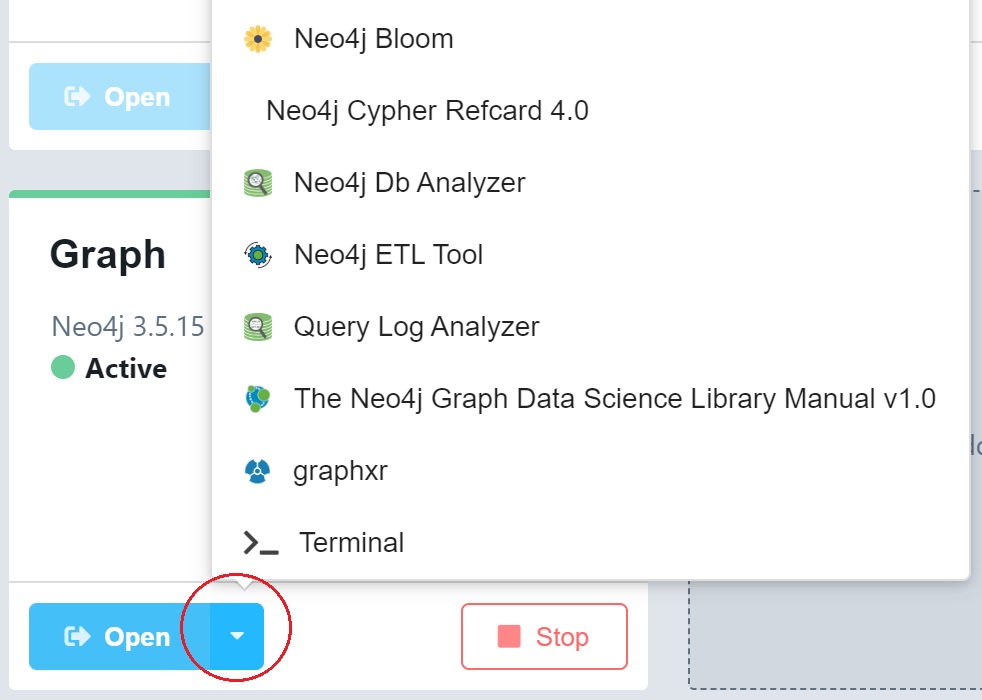 Neo4j Bloom
Open
Neo4j Cypher Refcard 4.0
Neo4j Db Analyzer
Graph
Neo4j ETL Tool
Neo4j 3.5.15
Query Log Analyzer
Active
The Neo4j Graph Data Science Library Manual v1.0
graphxr
Terminal
Open
Stop